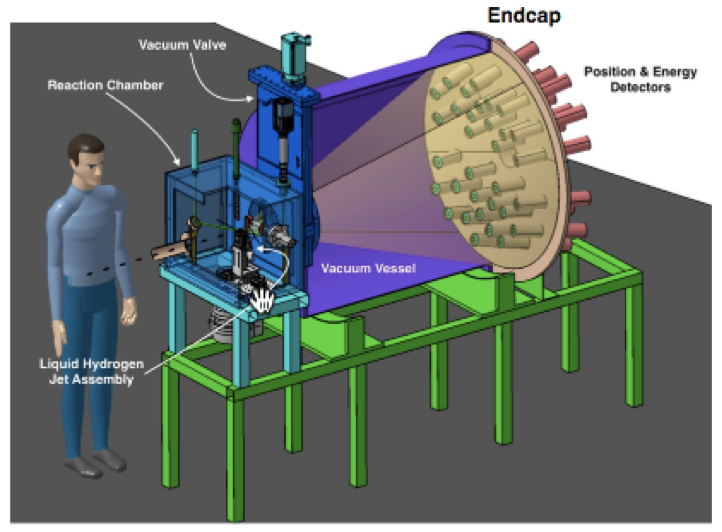 Endcap
Vacuum Valve
Reaction Chamber
Position & Energy
Detectors
Vacuum Vessel
Liquid Hydrogen
Jet Assembly